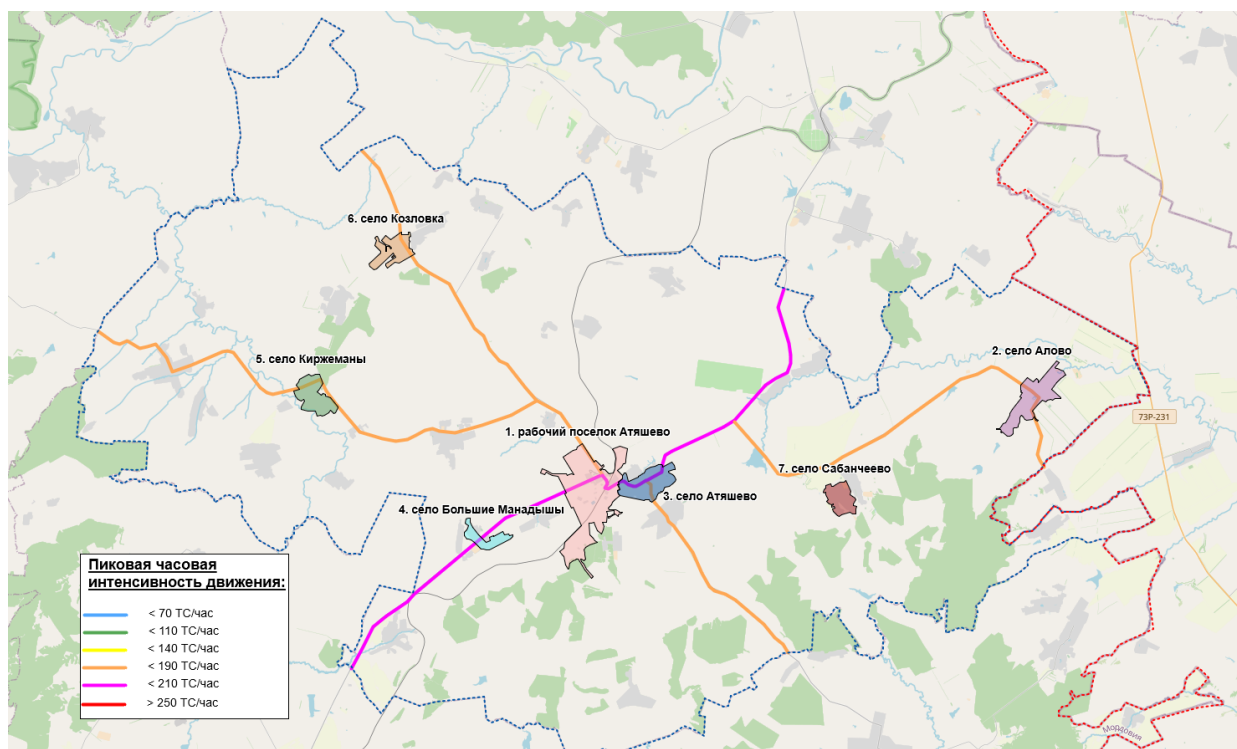 6. село Козловка
5. село Киржеманы
2. село Алово
73Р-231
1. рабочий поселок Атяшево
7. село Сабанчеево
3. село Атяшево
4. село Большие Манадышы
Пиковая часовая
интенсивность движения:
< 70 ТС/час
< 110 ТС/час
< 140 ТС/час
< 190 ТС/час
< 210 ТС/час
> 250 ТС/час
Мордовия